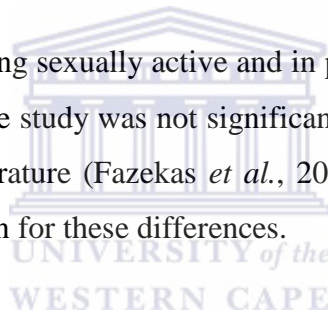 ng sexually active and in p
e study was not significan
rature (Fazekas et al., 20
n for these differences.
UNIVERSITY of the
WESTERN CAPE